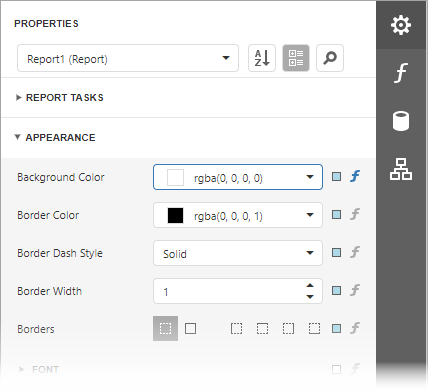 PROPERTIES
Report1 (Report)
A
Z
REPORT TASKS
APPEARANCE
Background Color rgba(0, 0, 0, 0) f
Border Color rgba(0, 0, 0, 1) f
Border Dash Style Solid f
Border Width 1 f
Borders f
FONT f
f